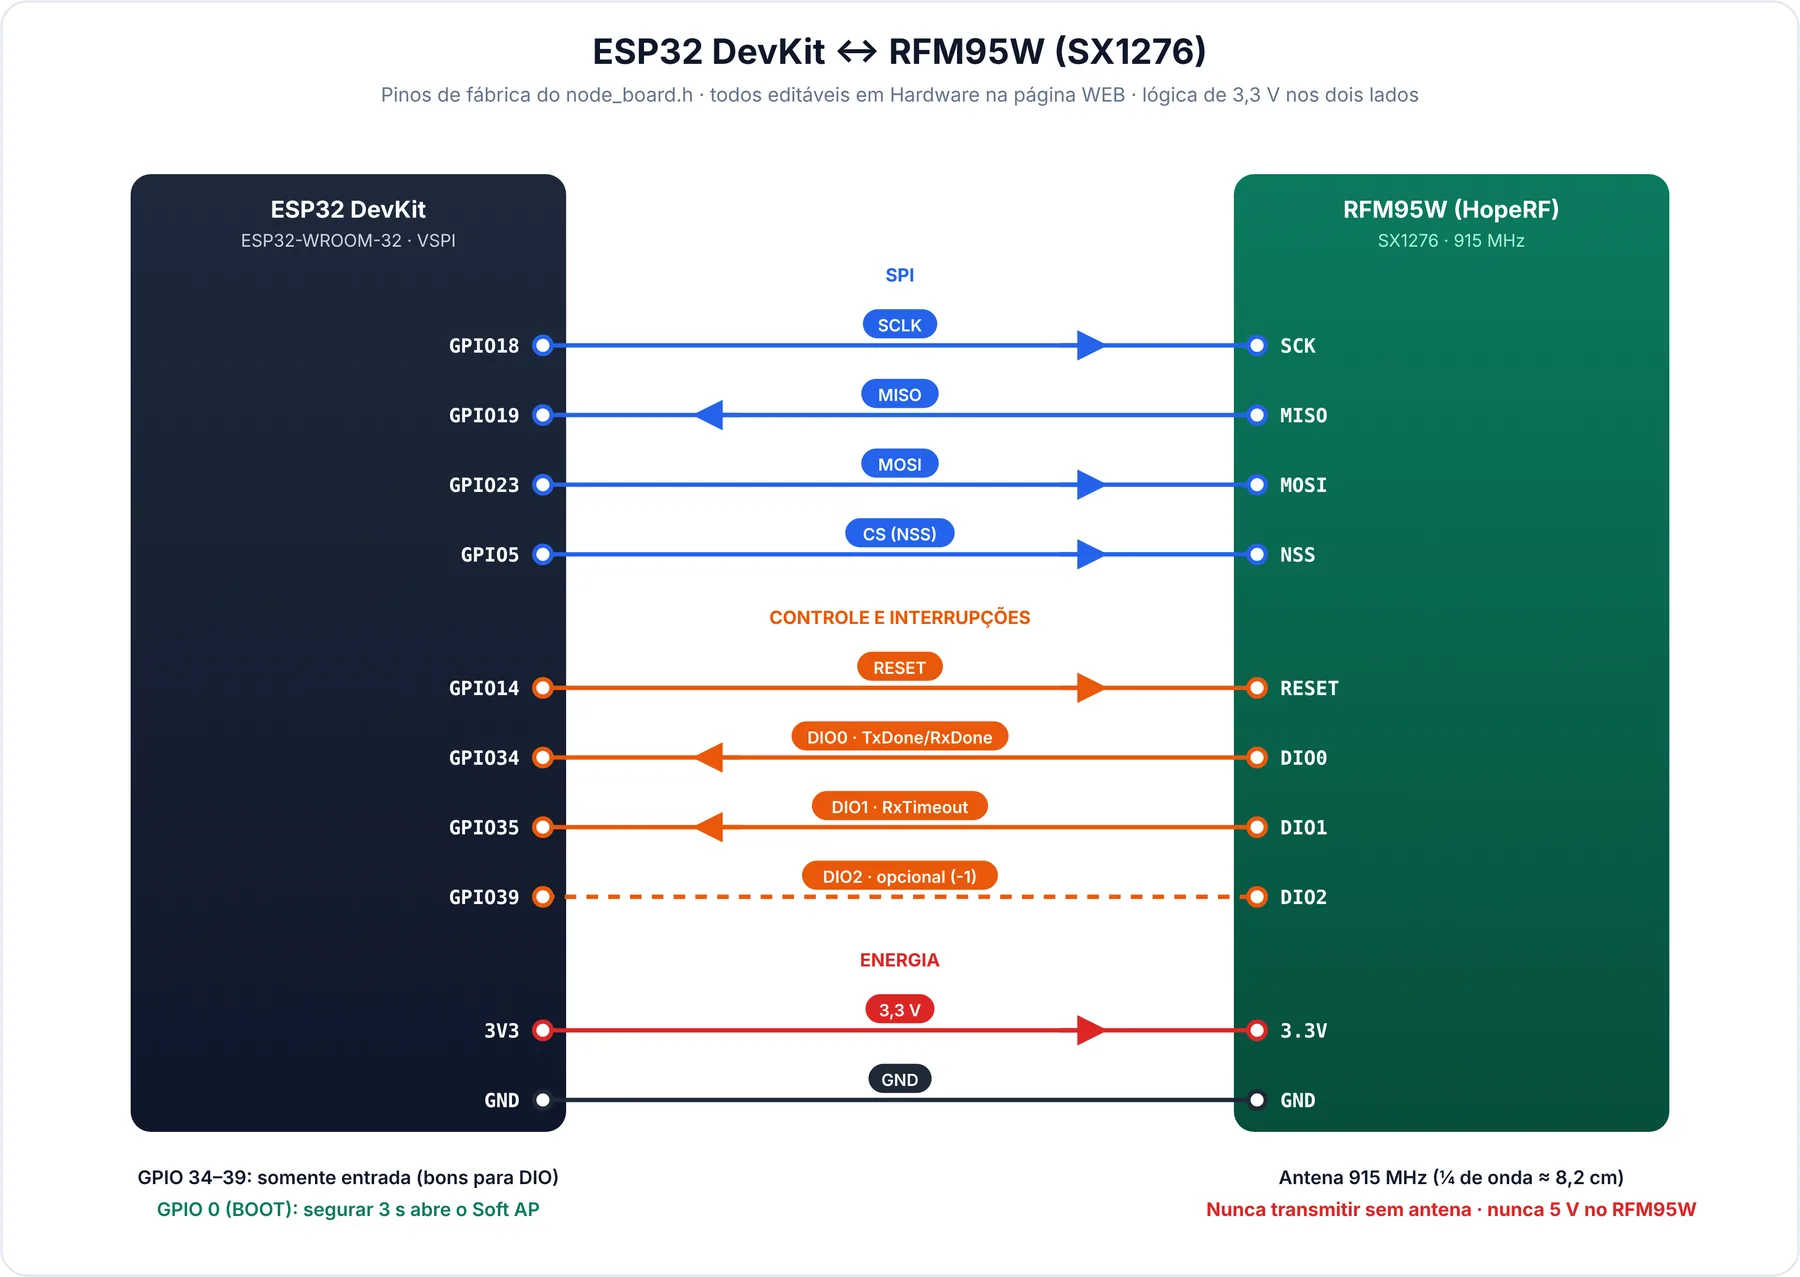 ESP32 DevKit ↔ RFM95W (SX1276)
Pinos de fábrica do node_board.h · todos editáveis em Hardware na página WEB · lógica de 3,3 V nos dois lados
ESP32 DevKit
ESP32-WROOM-32 · VSPI
RFM95W (HopeRF)
SX1276 · 915 MHz
SPI
SCLK
GPIO18
SCK
MISO
GPIO19
MISO
MOSI
GPIO23
MOSI
CS (NSS)
GPIO5
NSS
CONTROLE E INTERRUPÇÕES
RESET
GPIO14
RESET
DIO0 · TxDone/RxDone
GPIO34
DIO0
DIO1 · RxTimeout
GPIO35
DIO1
DIO2 · opcional (-1)
GPIO39
DIO2
ENERGIA
3,3 V
3V3
3.3V
GND
GND
GND
GPIO 34–39: somente entrada (bons para DIO)
GPIO 0 (BOOT): segurar 3 s abre o Soft AP
Antena 915 MHz (¼ de onda ≈ 8,2 cm)
Nunca transmitir sem antena · nunca 5 V no RFM95W